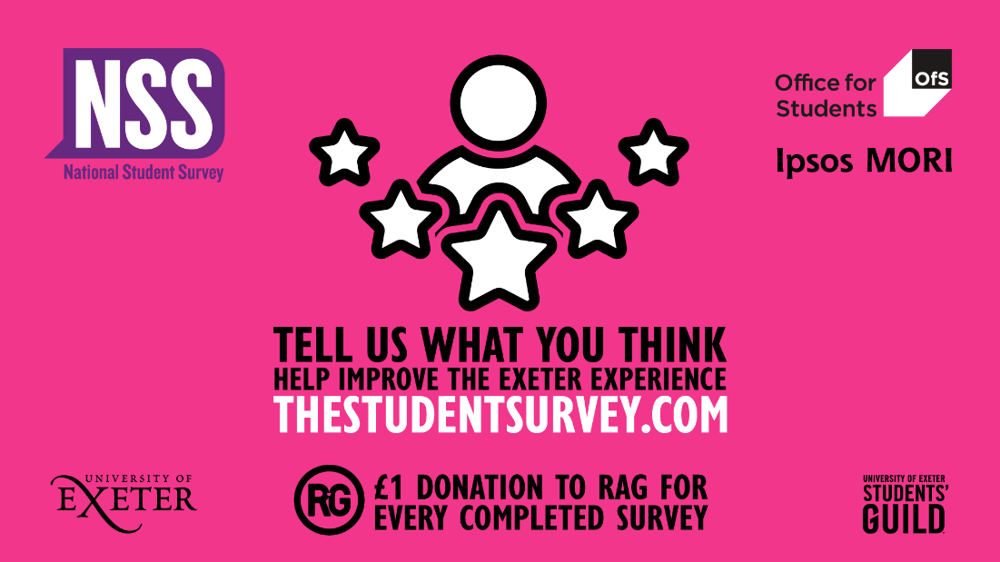 NSS
National Student Survey
Office for
Students
OfS
Ipsos MORI
TELL US WHAT YOU THINK
HELP IMPROVE THE EXETER EXPERIENCE
THESTUDENTSURVEY.COM
UNIVERSITY OF
EXETER
RG
£1 DONATION TO RAG FOR
EVERY COMPLETED SURVEY
UNIVERSITY OF EXETER
STUDENTS'
GUILD